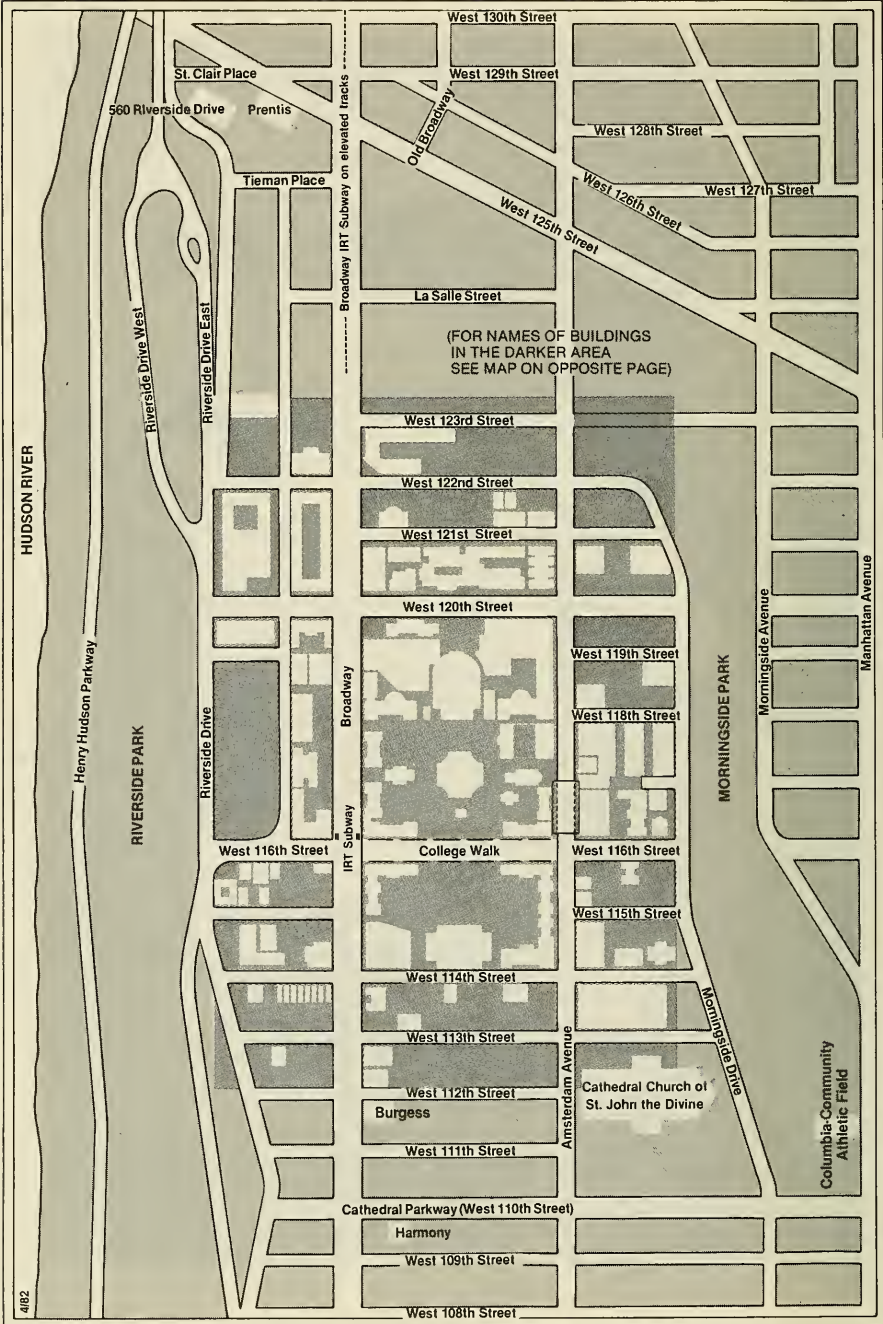 West 130th Street
St. Clair Place
West 129th Street
560 Riverside Drive
Prentis
Old Broadway
West 128th Street
Tieman Place
West 127th Street
West 126th Street
West 125th Street
Broadway IRT Subway on elevated tracks
La Salle Street
Riverside Drive West
Riverside Drive East
(FOR NAMES OF BUILDINGS
IN THE DARKER AREA
SEE MAP ON OPPOSITE PAGE)
West 123rd Street
HUDSON RIVER
West 122nd Street
West 121st Street
West 120th Street
Manhattan Avenue
Morningside Avenue
West 119th Street
Henry Hudson Parkway
RIVERSIDE PARK
Riverside Drive
Broadway
West 118th Street
MORNINGSIDE PARK
IRT Subway
West 116th Street
College Walk
West 116th Street
West 115th Street
West 114th Street
West 113th Street
Morningside Drive
Amsterdam Avenue
West 112th Street
Cathedral Church of
St. John the Divine
Burgess
Columbia-Community
Athletic Field
West 111th Street
Cathedral Parkway (West 110th Street)
Harmony
West 109th Street
West 108th Street
4/82